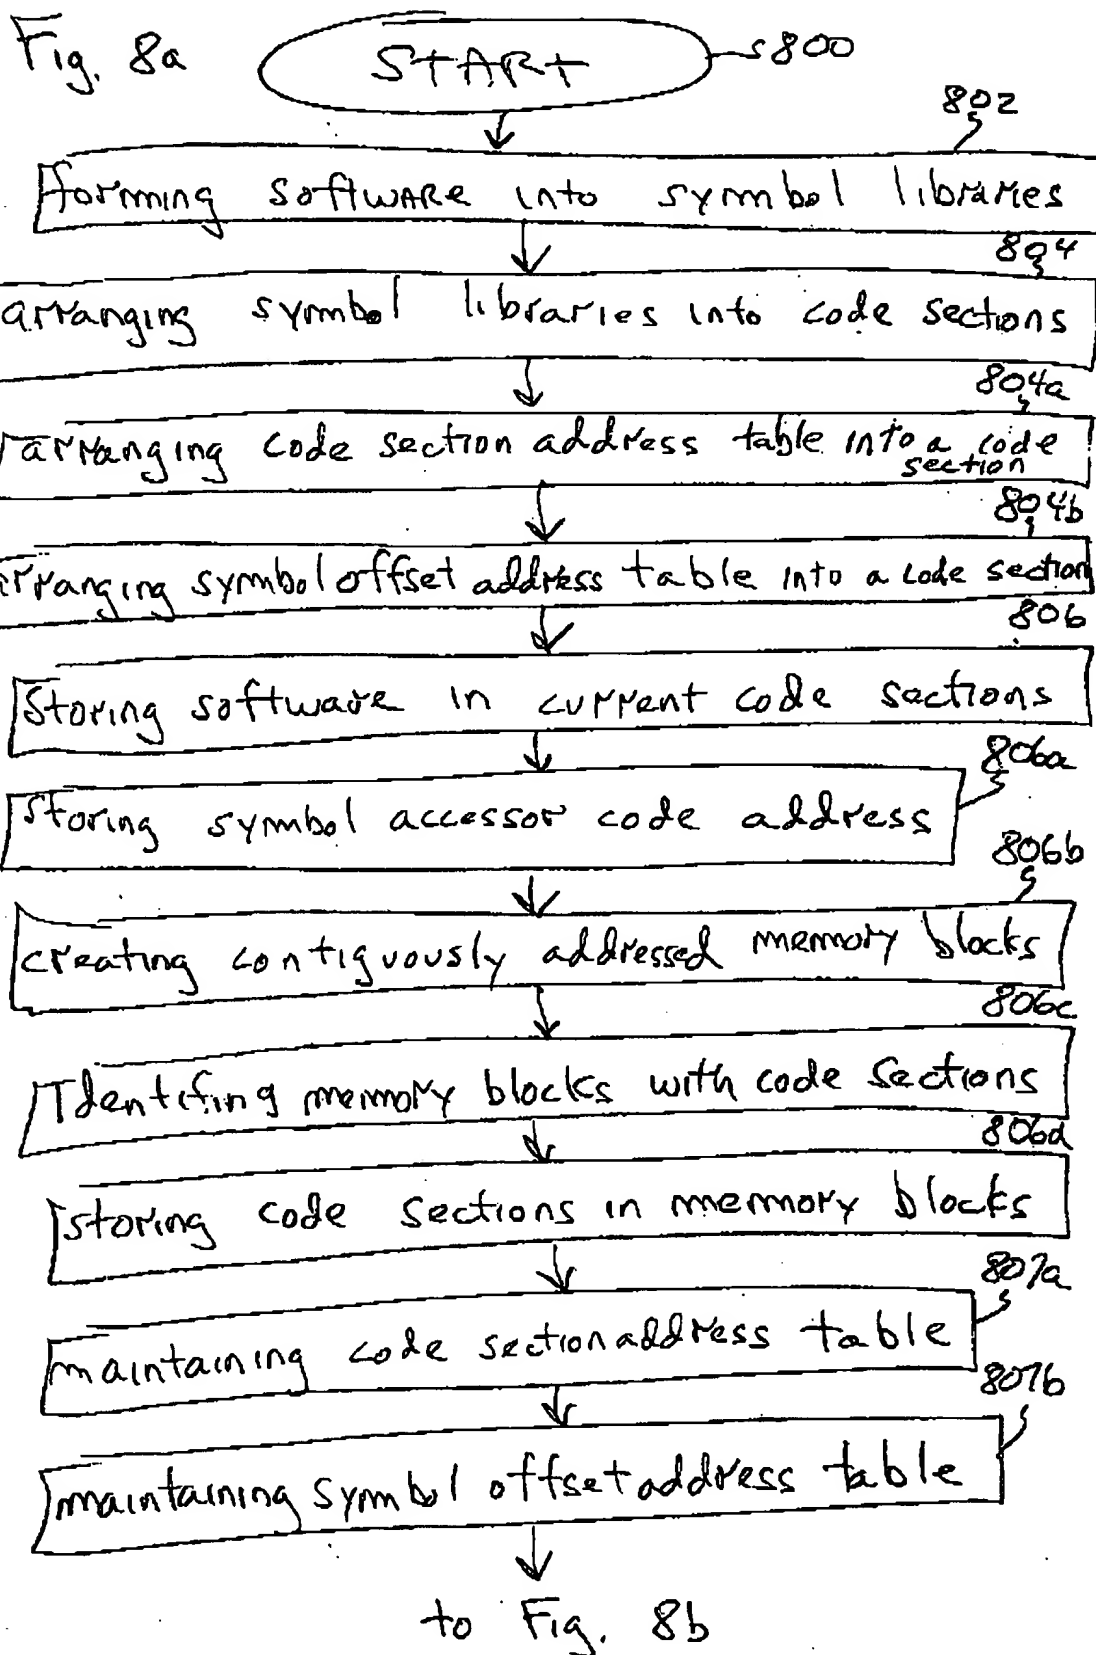 Fig. 8a
START
800
802
forming software into symbol libraries
804
arranging symbol libraries into code sections
804a
arranging code section address table into a code
section
804b
arranging symbol offset address table into a code section
806
Storing software in current code sections
806a
storing symbol accessor code address
806b
creating contiguously addressed memory blocks
806c
Identifing memory blocks with code sections
806d
storing code sections in memory blocks
807a
maintaining code section address table
807b
maintaining symbol offset address table
to Fig. 8b